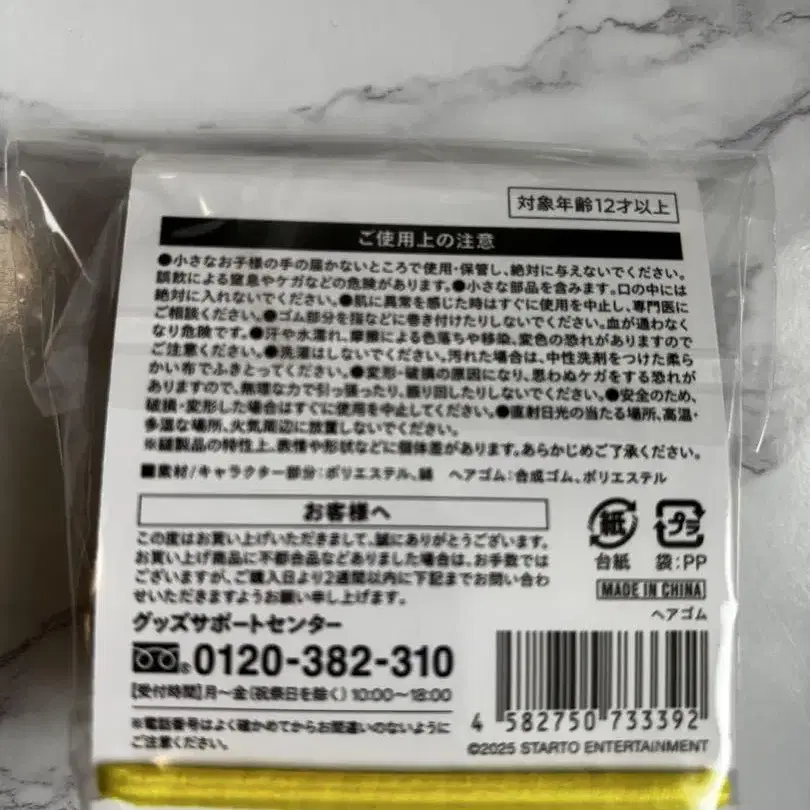 対象年齢12才以上
ご使用上の注意
●小さなお子様の手の届かないところで使用・保管し、絶対に与えないでください。
誤飲による窒息やケガなどの危険があります。●小さな部品を含みます。口の中には
絶対に入れないでください。●肌に異常を感じた時はすぐに使用を中止し、専門医に
ご相談ください。●ゴム部分を指などに巻き付けたりしないでください。血が通わなく
なり危険です。●汗や水濡れ、摩擦による色落ちや移染、変色の恐れがありますので
ご注意ください。●洗濯はしないでください。汚れた場合は、中性洗剤をつけた柔ら
かい布でふきとってください。●変形・破損の原因になり、思わぬケガをする恐れが
ありますので、無理な力で引っ張ったり、振り回したりしないでください。●安全のため、
破損・変形した場合はすぐに使用を中止してください。●直射日光の当たる場所、高温・
多湿な場所、火気周辺に放置しないでください。
※縫製品の特性上、表情や形状などに個体差があります。あらかじめご了承ください。
■素材/キャラクター部分:ポリエステル、綿 ヘアゴム:合成ゴム、ポリエステル
お客様へ
この度はお買い上げいただきまして、誠にありがとうございます。
お買い上げ商品に不都合品などありました場合は、お手数では
ございますが、ご購入日より2週間以内に下記までお問い合わ
せいただきますようお願い申し上げます。
グッズサポートセンター
0120-382-310
【受付時間】月〜金(祝祭日を除く)10:00〜18:00
※電話番号はよく確かめてからお間違いのないように
ご注意ください。
紙 プラ
台紙 袋:PP
MADE IN CHINA
ヘアゴム
4 582750 733392
©2025 STARTO ENTERTAINMENT